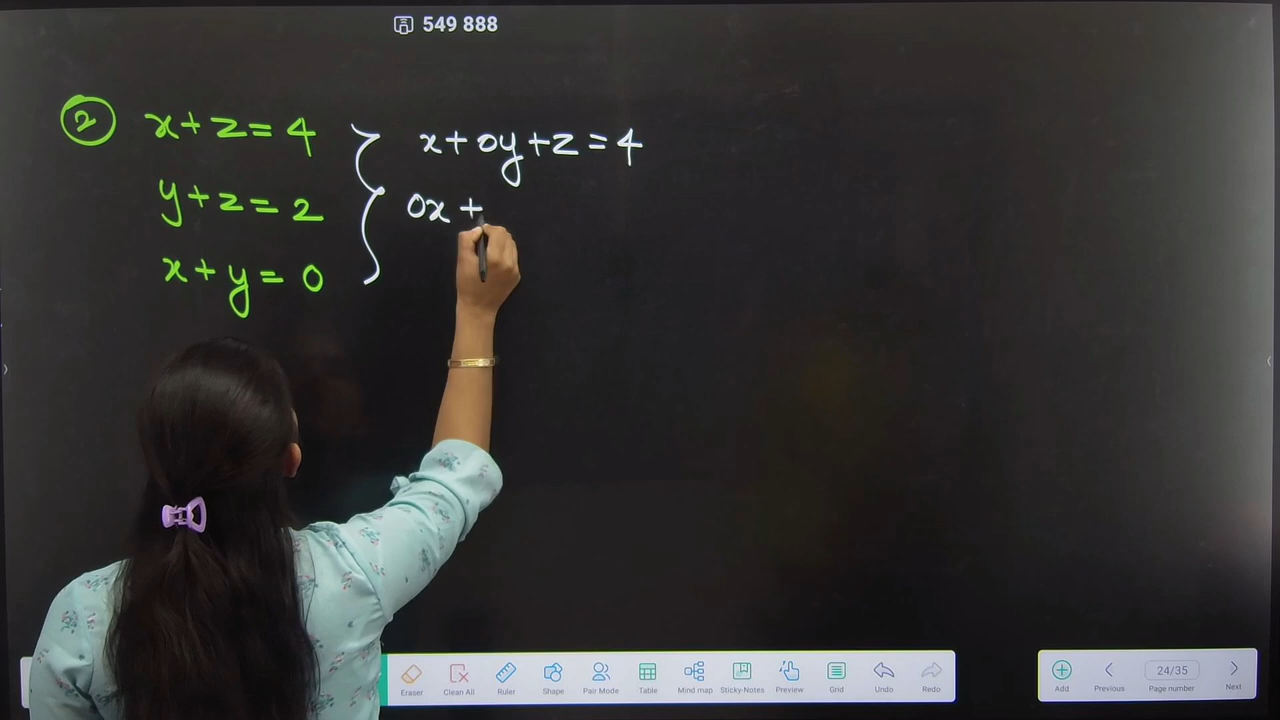 549 888
② x+z=4
y+z=2
x+y=0
x+0y+z=4
0x+
Eraser Clean All Ruler Shape Pair Mode Table Mind map Sticky-Notes Preview Grid Undo Redo
Add Previous 24/35 Page number Next